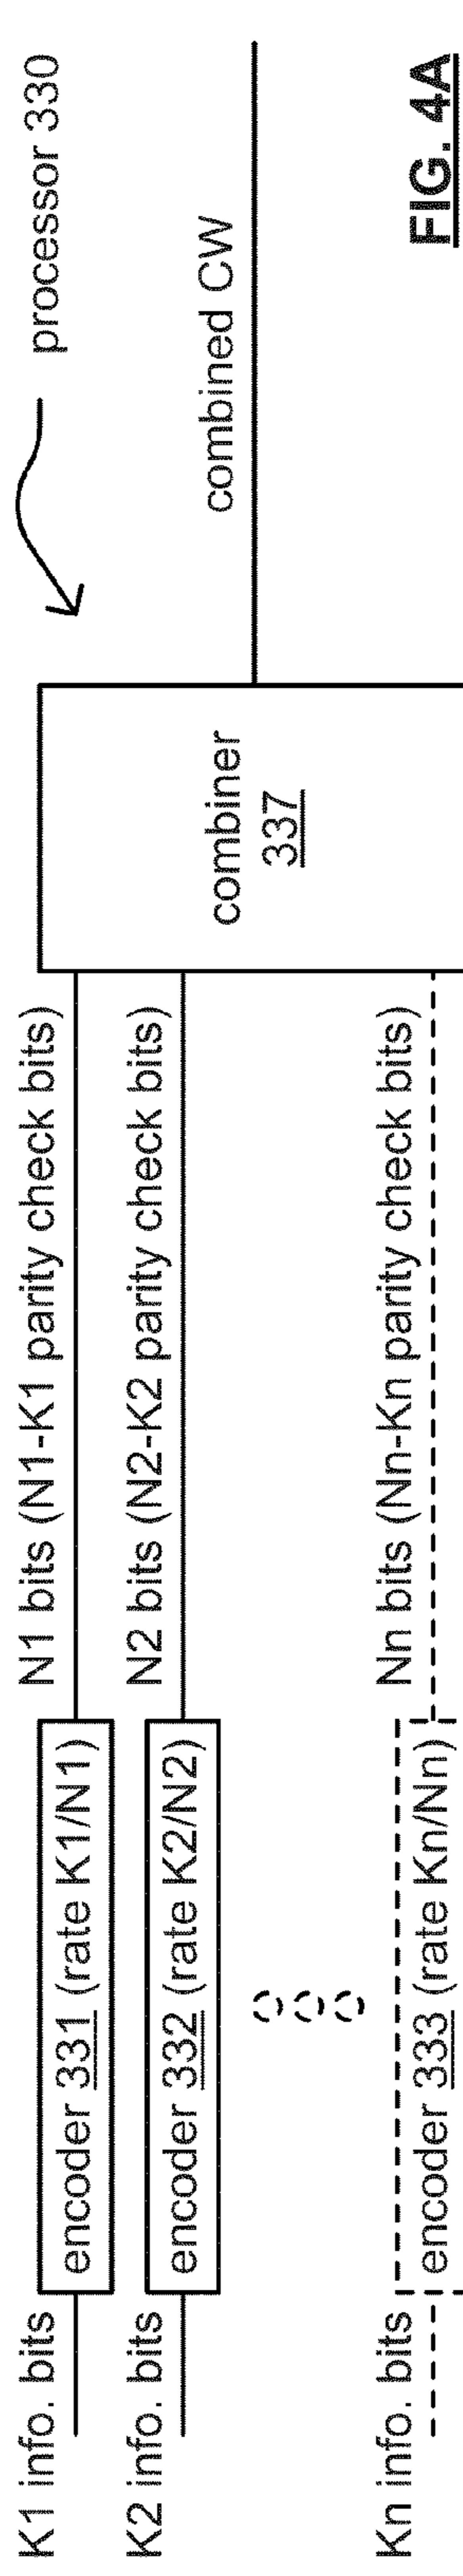 processor 330
K1 info. bits
encoder 331 (rate K1/N1)
N1 bits (N1-K1 parity check bits)
K2 info. bits
encoder 332 (rate K2/N2)
N2 bits (N2-K2 parity check bits)
combiner
337
combined CW
Kn info. bits
encoder 333 (rate Kn/Nn)
Nn bits (Nn-Kn parity check bits)
FIG. 4A